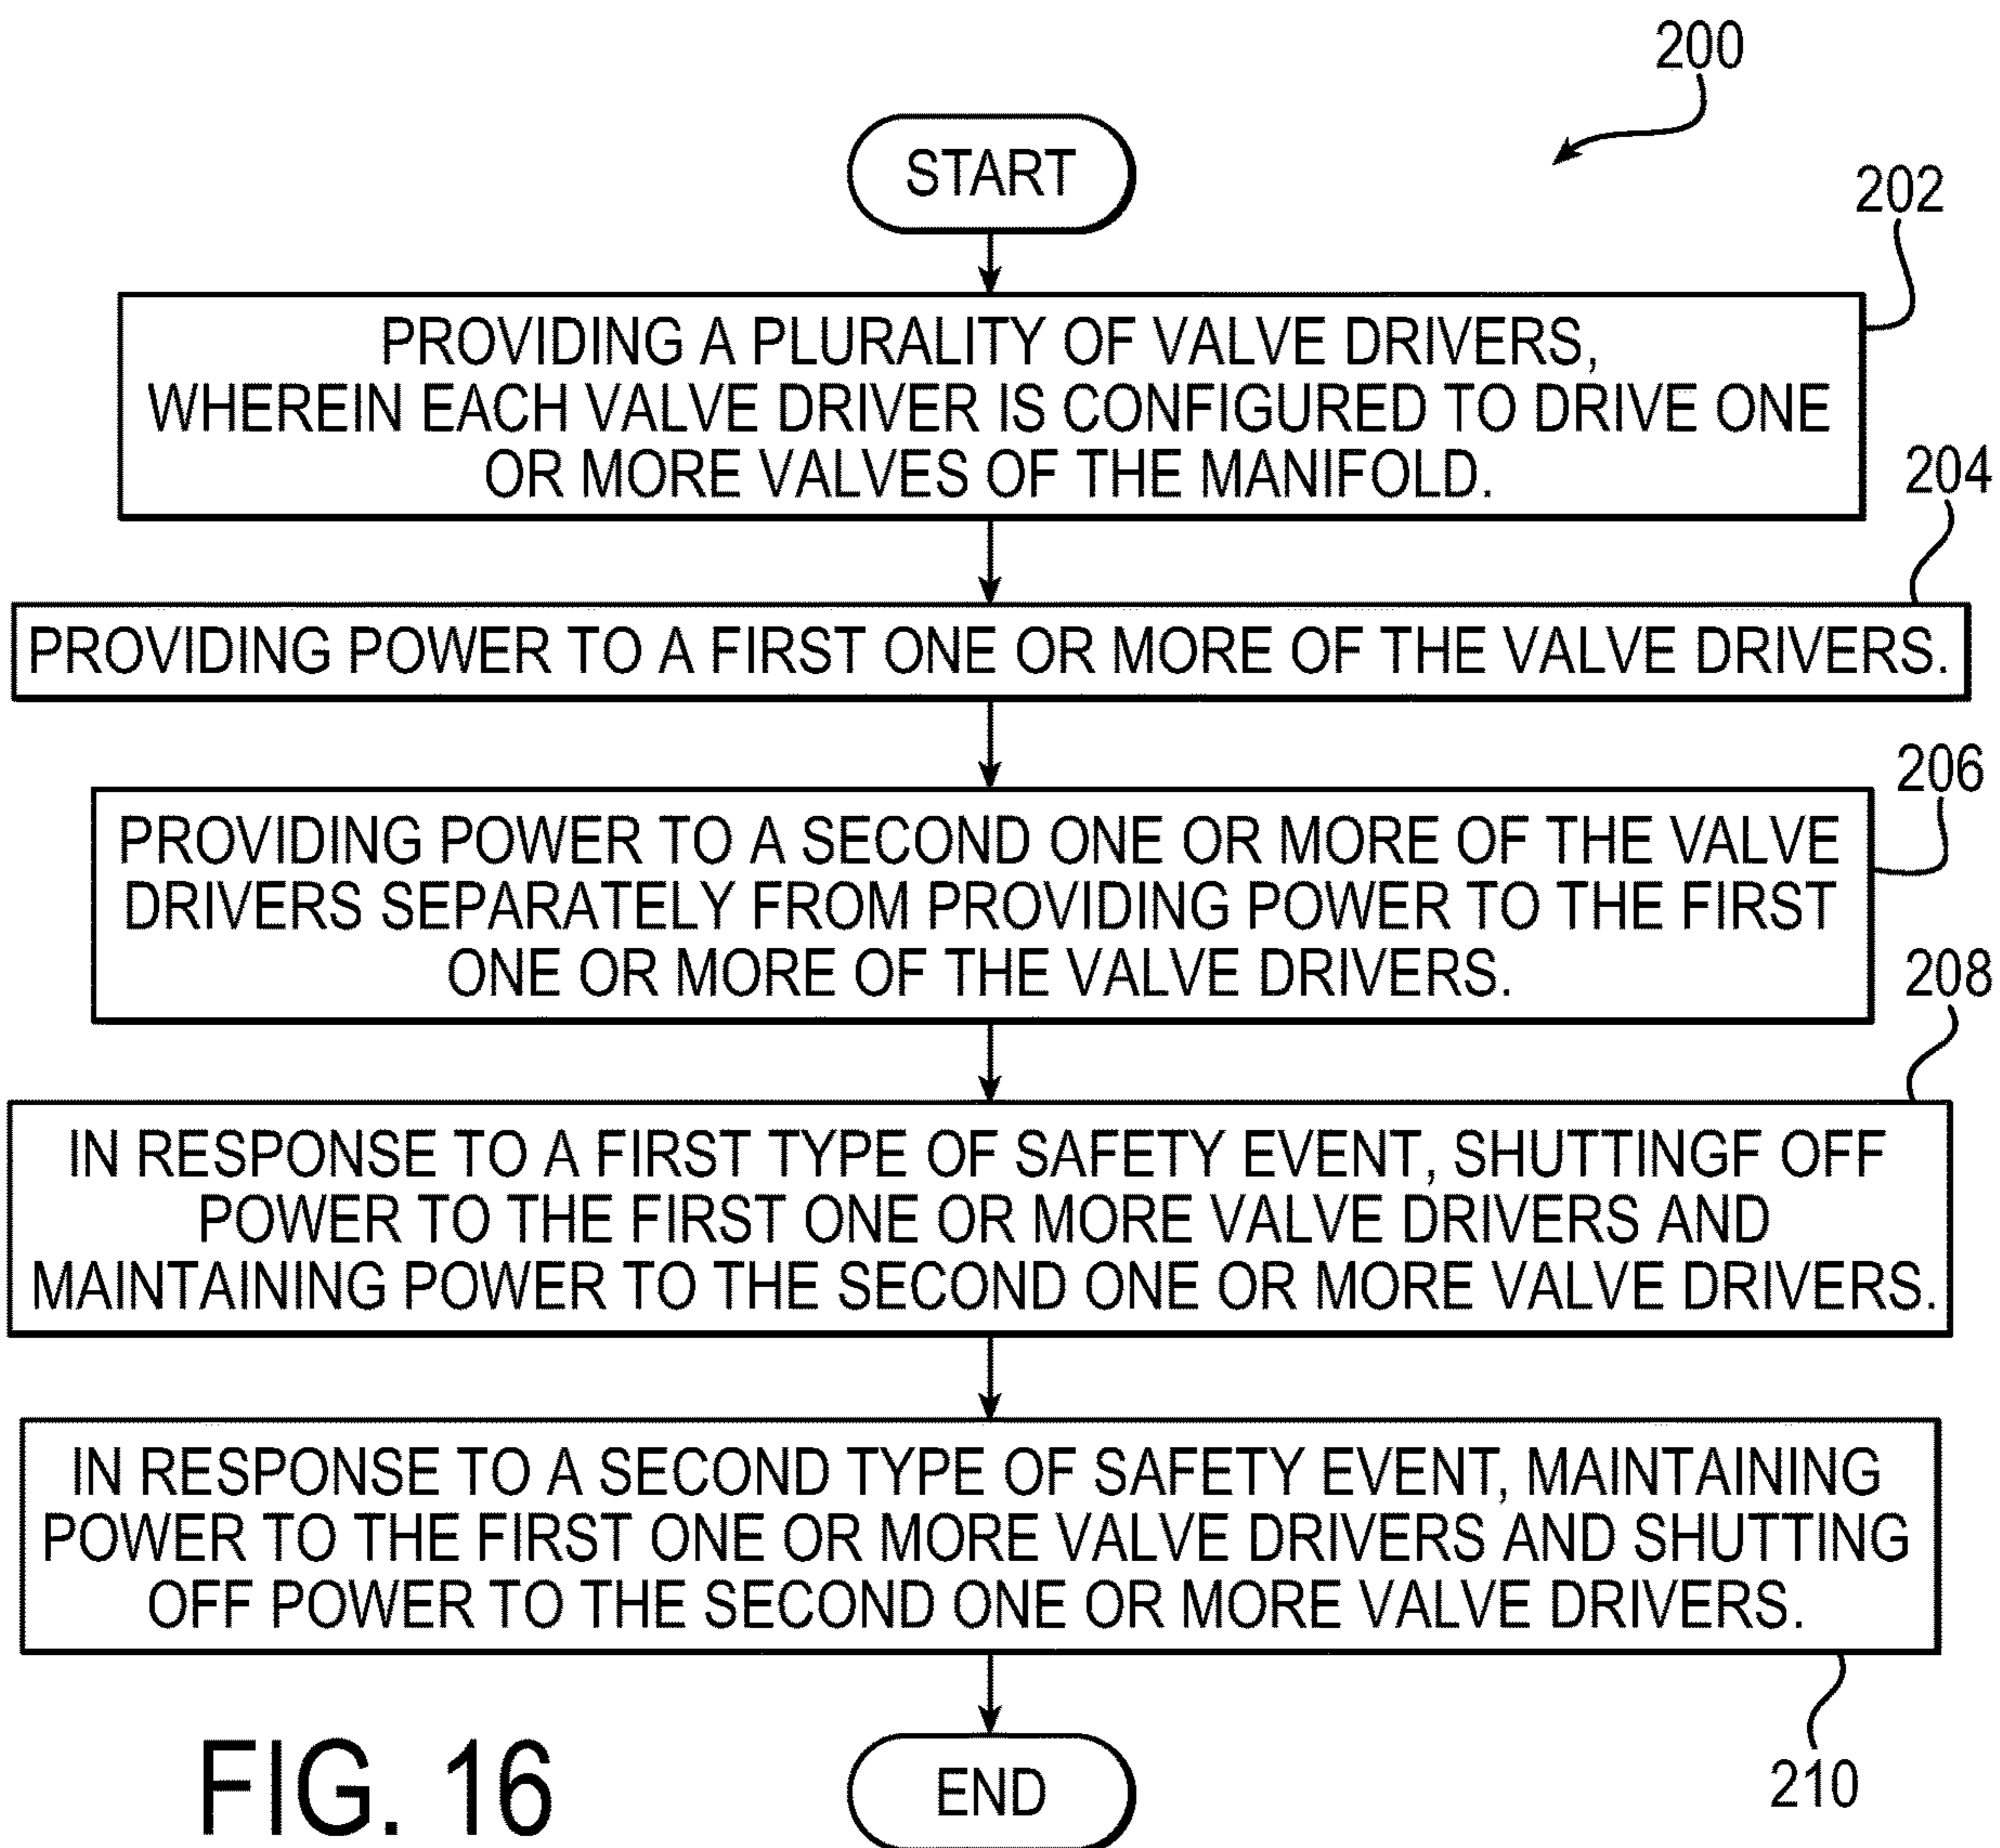 200
START
202
PROVIDING A PLURALITY OF VALVE DRIVERS,
WHEREIN EACH VALVE DRIVER IS CONFIGURED TO DRIVE ONE
OR MORE VALVES OF THE MANIFOLD.
204
PROVIDING POWER TO A FIRST ONE OR MORE OF THE VALVE DRIVERS.
206
PROVIDING POWER TO A SECOND ONE OR MORE OF THE VALVE
DRIVERS SEPARATELY FROM PROVIDING POWER TO THE FIRST
ONE OR MORE OF THE VALVE DRIVERS.
208
IN RESPONSE TO A FIRST TYPE OF SAFETY EVENT, SHUTTINGF OFF
POWER TO THE FIRST ONE OR MORE VALVE DRIVERS AND
MAINTAINING POWER TO THE SECOND ONE OR MORE VALVE DRIVERS.
IN RESPONSE TO A SECOND TYPE OF SAFETY EVENT, MAINTAINING
POWER TO THE FIRST ONE OR MORE VALVE DRIVERS AND SHUTTING
OFF POWER TO THE SECOND ONE OR MORE VALVE DRIVERS.
210
END
FIG. 16